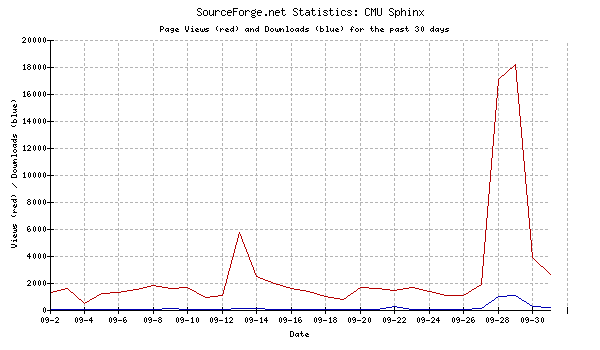 SourceForge.net Statistics: CMU Sphinx
Page Views (red) and Downloads (blue) for the past 30 days
Views (red) / Downloads (blue)
20000
18000
16000
14000
12000
10000
8000
6000
4000
2000
0
09-2 09-4 09-6 09-8 09-10 09-12 09-14 09-16 09-18 09-20 09-22 09-24 09-26 09-28 09-30
Date